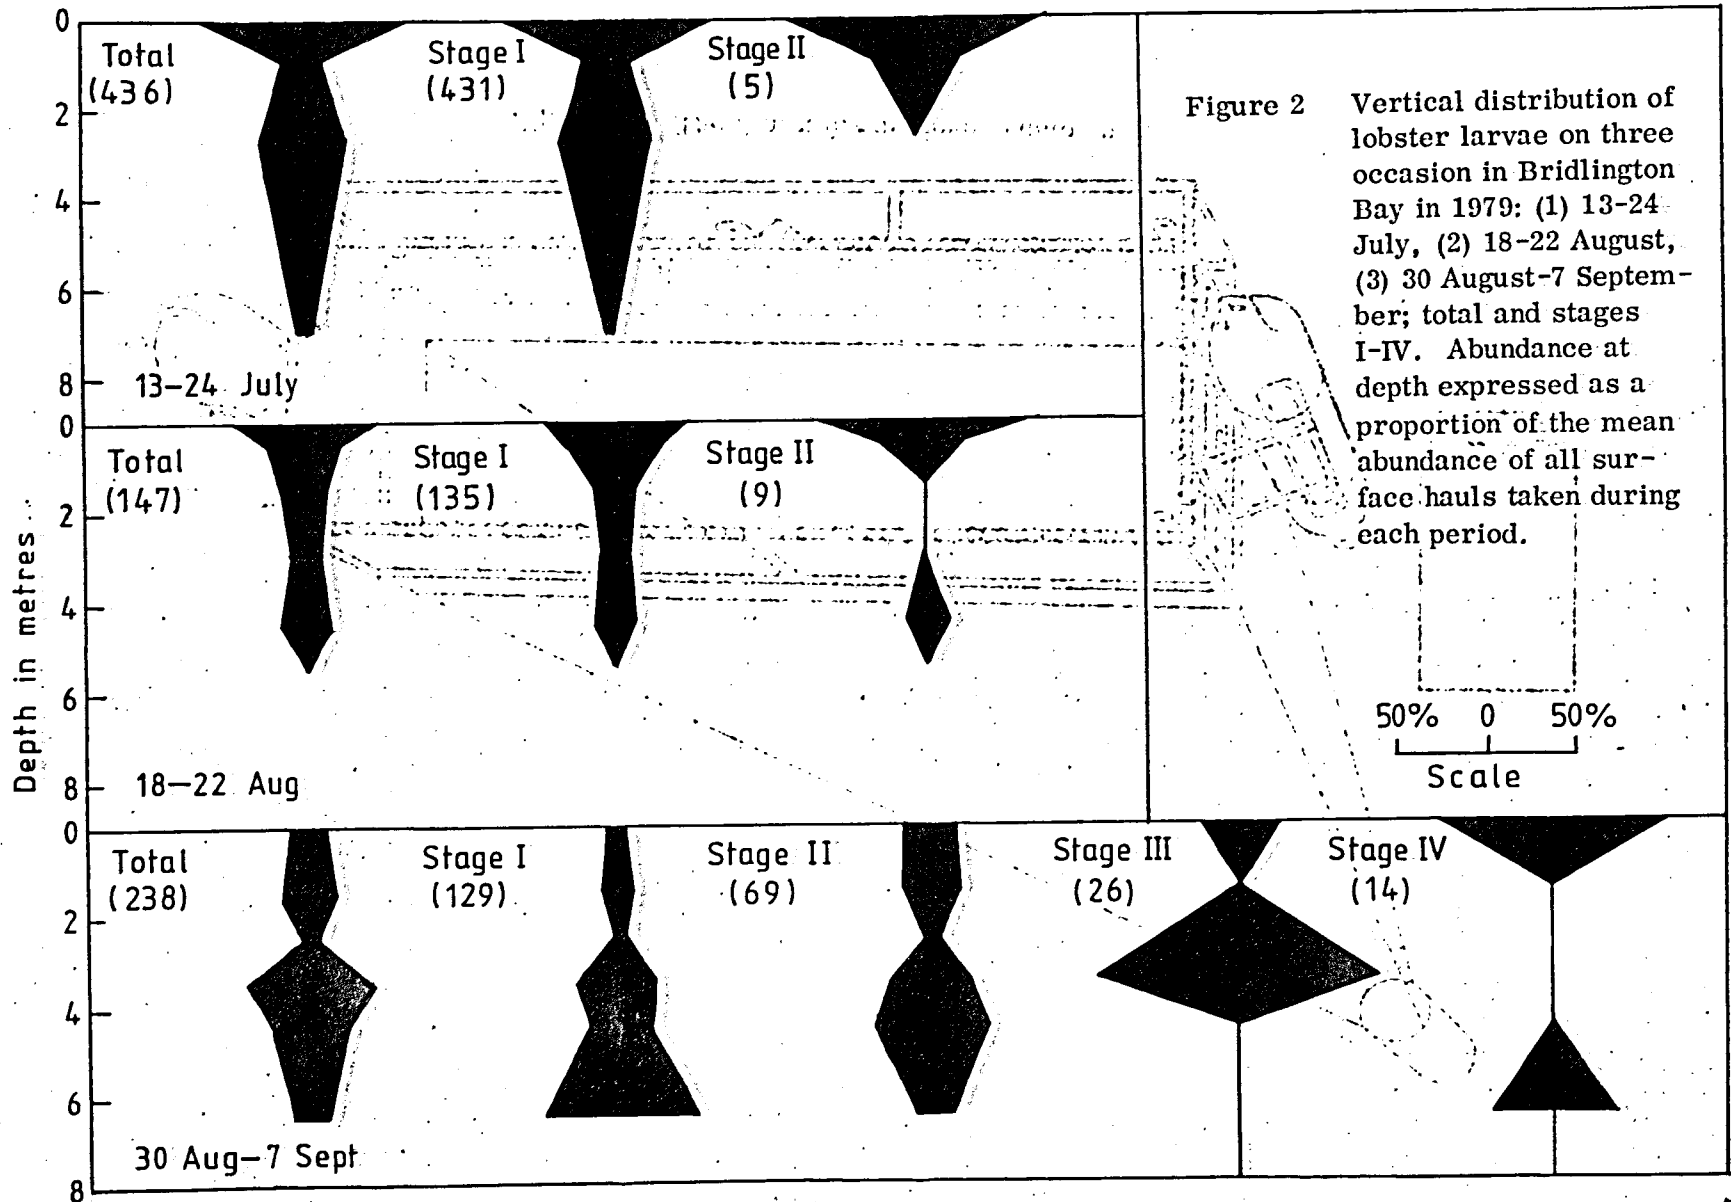 0
Total
(436)
Stage I
(431)
Stage II
(5)
2
4
6
8
13-24 July
Figure 2 Vertical distribution of
lobster larvae on three
occasion in Bridlington
Bay in 1979: (1) 13-24
July, (2) 18-22 August,
(3) 30 August-7 Septem-
ber; total and stages
I-IV. Abundance at
depth expressed as a
proportion of the mean
abundance of all sur-
face hauls taken during
each period.
50% 0 50%
Scale
Depth in metres
0
Total
(147)
Stage I
(135)
Stage II
(9)
2
4
6
8
18-22 Aug
0
Total
(238)
Stage I
(129)
Stage II
(69)
Stage III
(26)
Stage IV
(14)
2
4
6
8
30 Aug-7 Sept